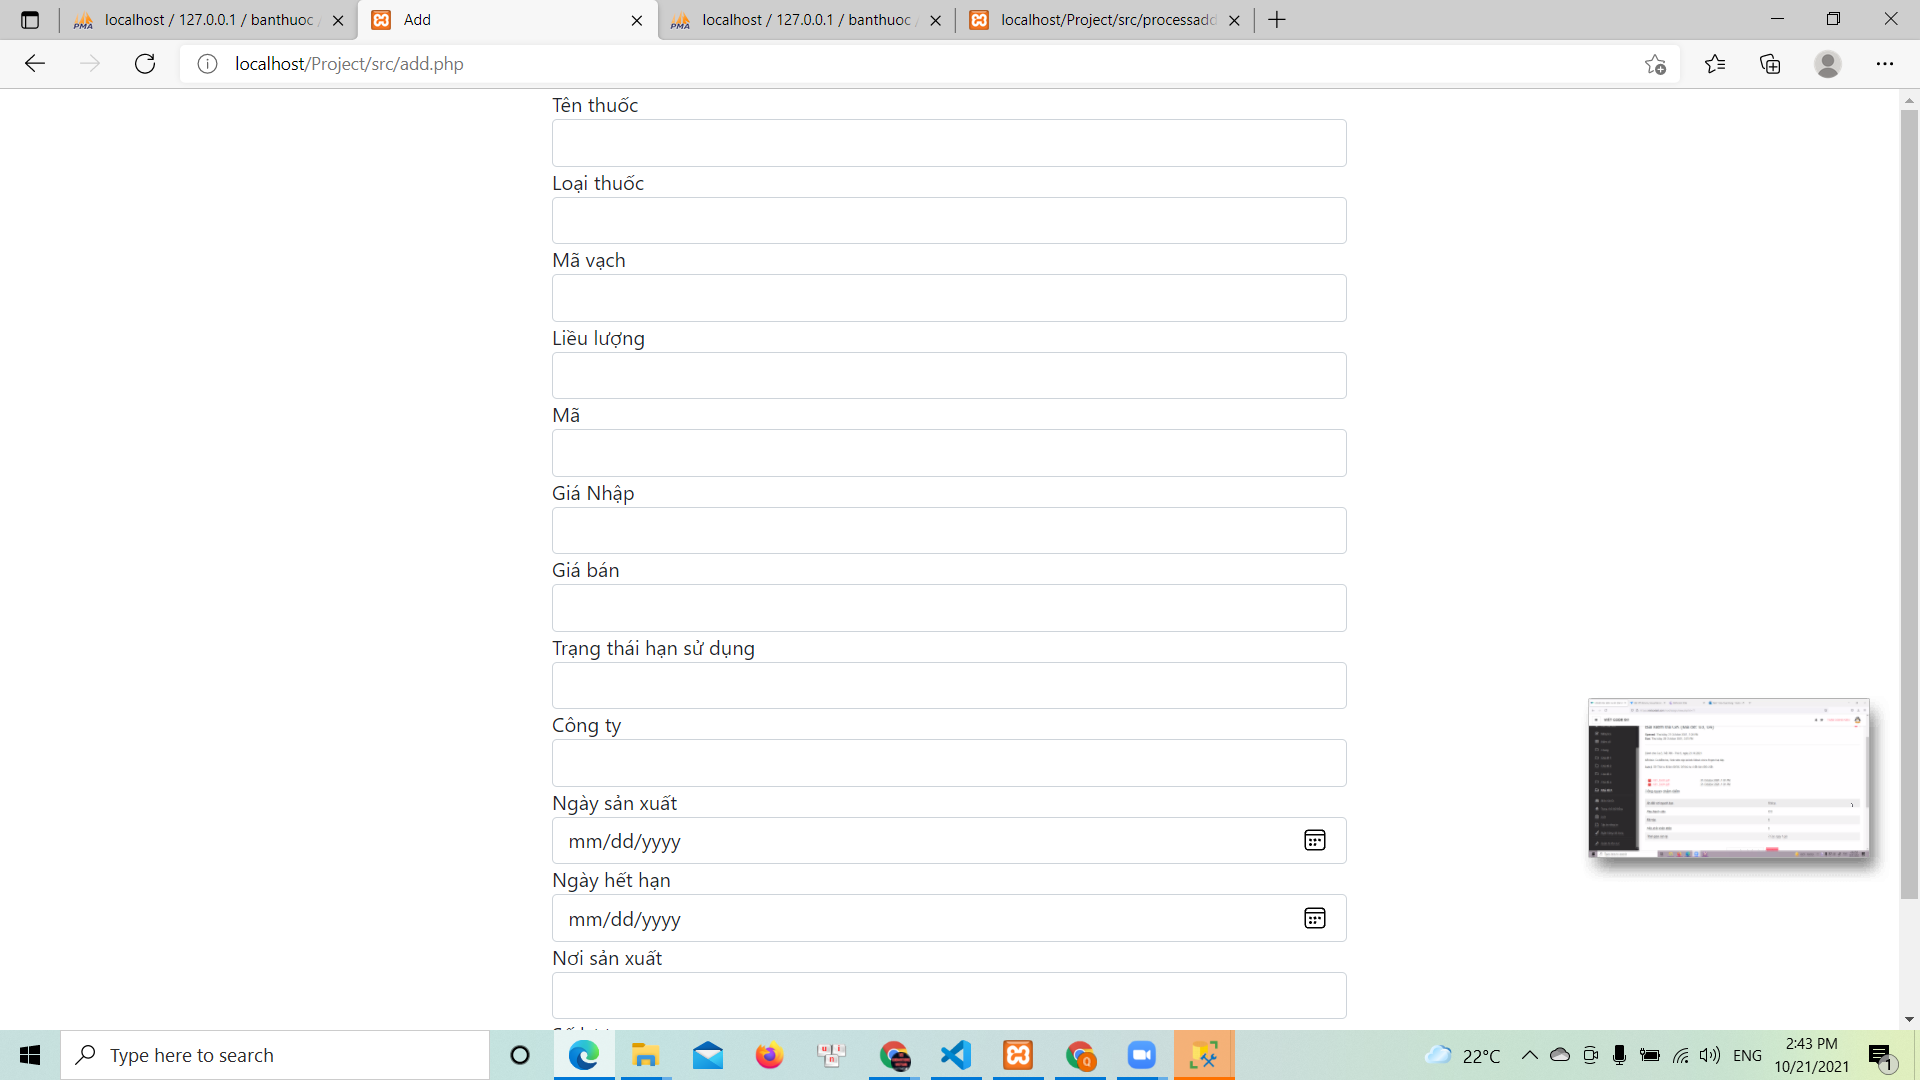 localhost / 127.0.0.1 / banthuoc /
Add
localhost / 127.0.0.1 / banthuoc /
localhost/Project/src/processadd
localhost/Project/src/add.php
Tên thuốc
Loại thuốc
Mã vạch
Liều lượng
Mã
Giá Nhập
Giá bán
Trạng thái hạn sử dụng
Công ty
Ngày sản xuất
mm/dd/yyyy
Ngày hết hạn
mm/dd/yyyy
Nơi sản xuất
Type here to search
22°C
ENG
2:43 PM
10/21/2021
1